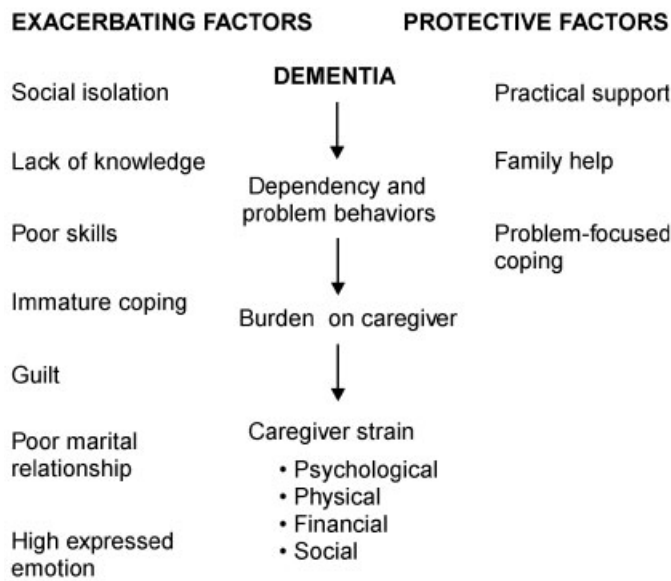 EXACERBATING FACTORS
Social isolation
Lack of knowledge
Poor skills
Immature coping
Guilt
Poor marital
relationship
High expressed
emotion
DEMENTIA
Dependency and
problem behaviors
Burden on caregiver
Caregiver strain
• Psychological
• Physical
• Financial
• Social
PROTECTIVE FACTORS
Practical support
Family help
Problem-focused
coping